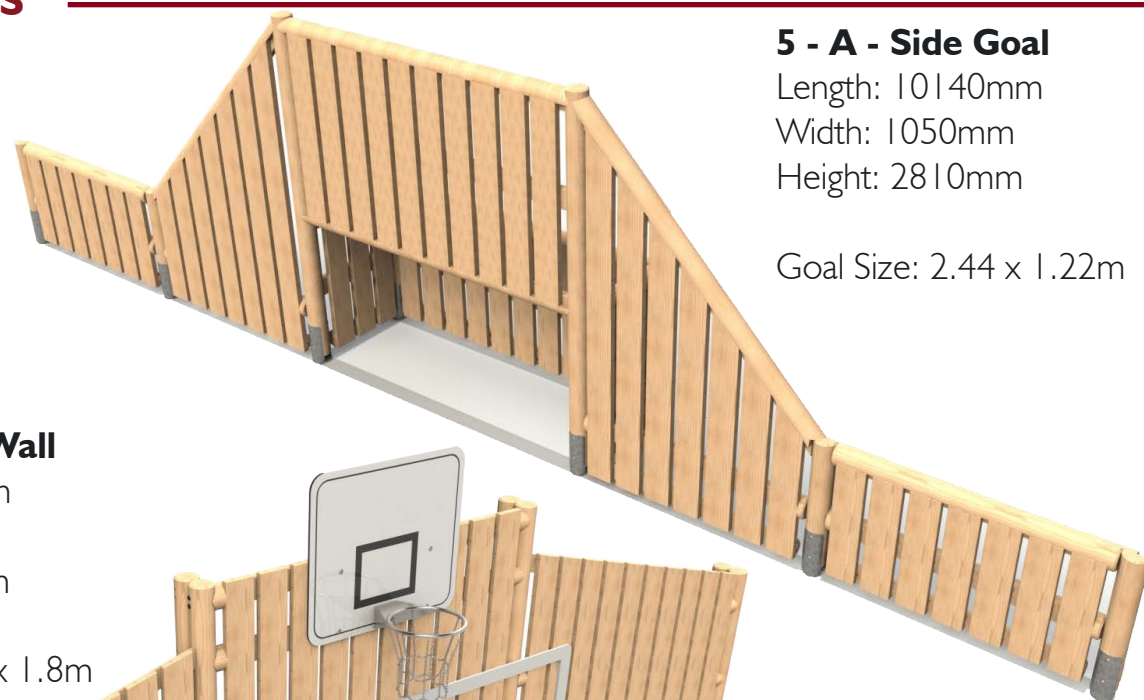 s
5 - A - Side Goal
Length: 10140mm
Width: 1050mm
Height: 2810mm
Goal Size: 2.44 x 1.22m
Wall
m
m
x 1.8m